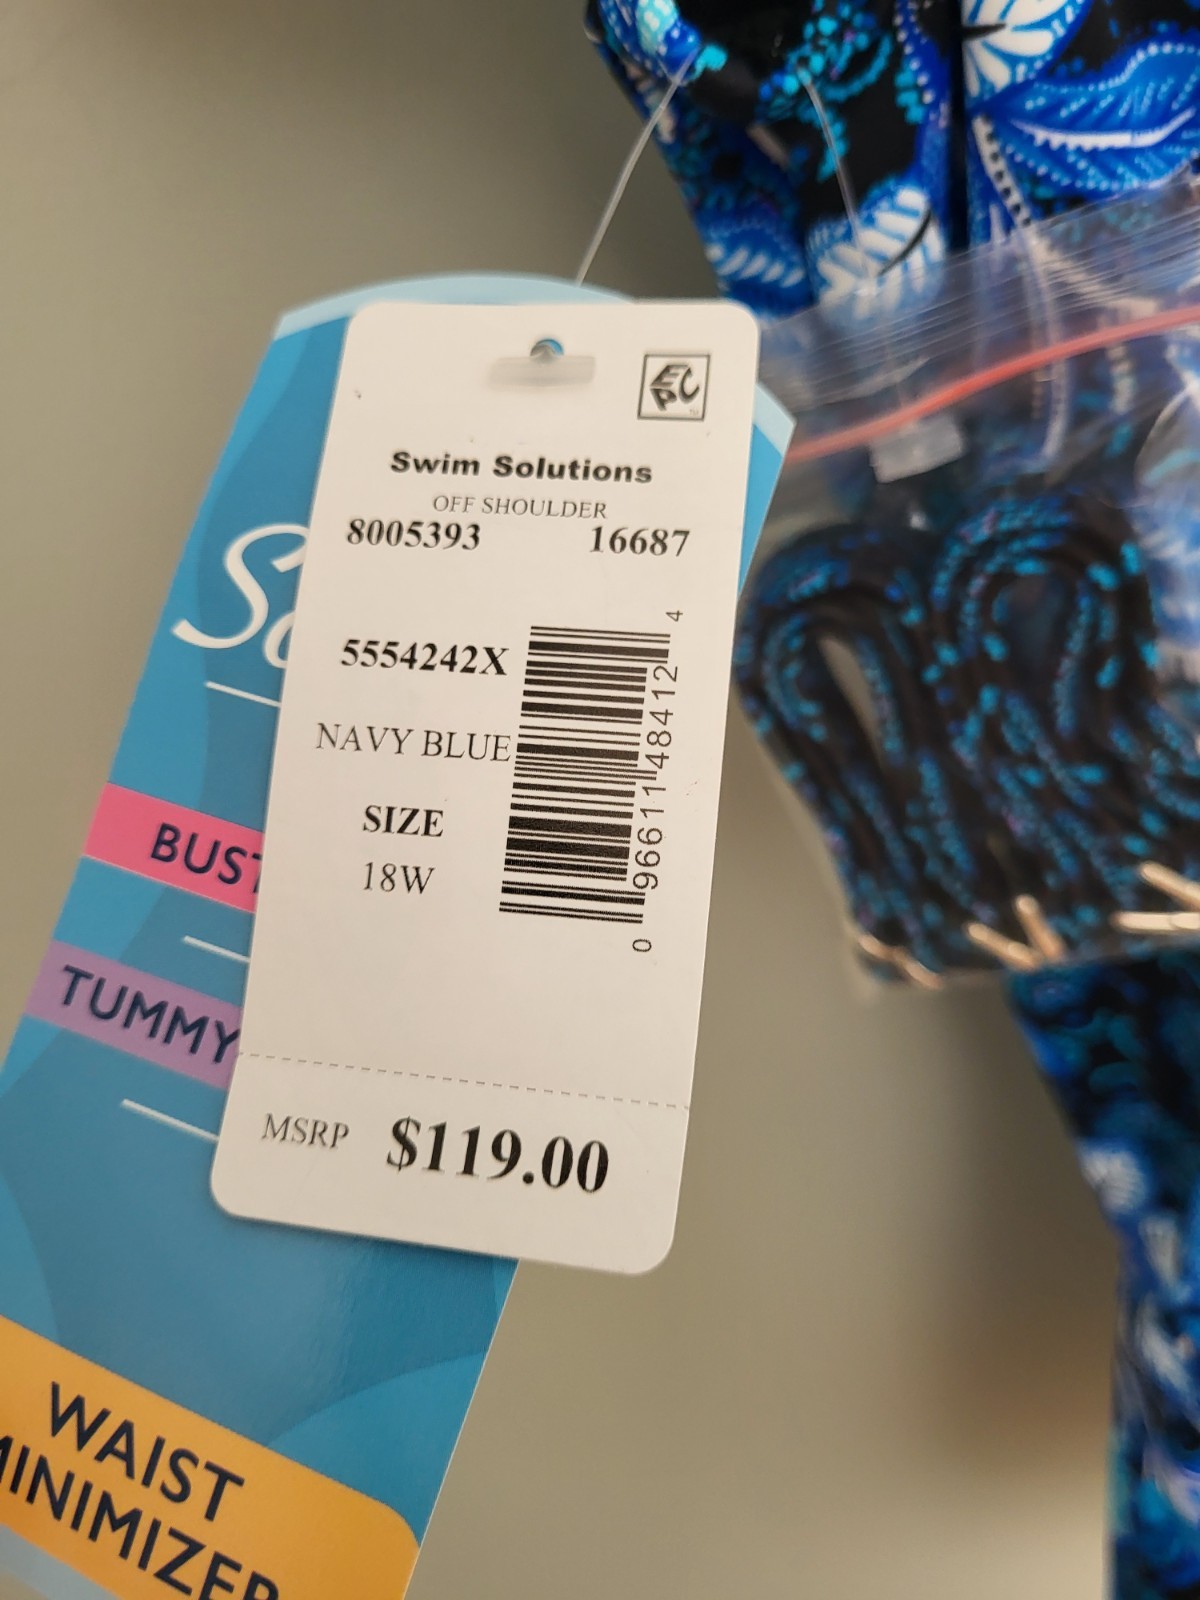 EPC
Swim Solutions
OFF SHOULDER
8005393 16687
5554242X
NAVY BLUE
SIZE
18W
0 96611 48412 4
MSRP $119.00
BUST
TUMMY
WAIST
MINIMIZER